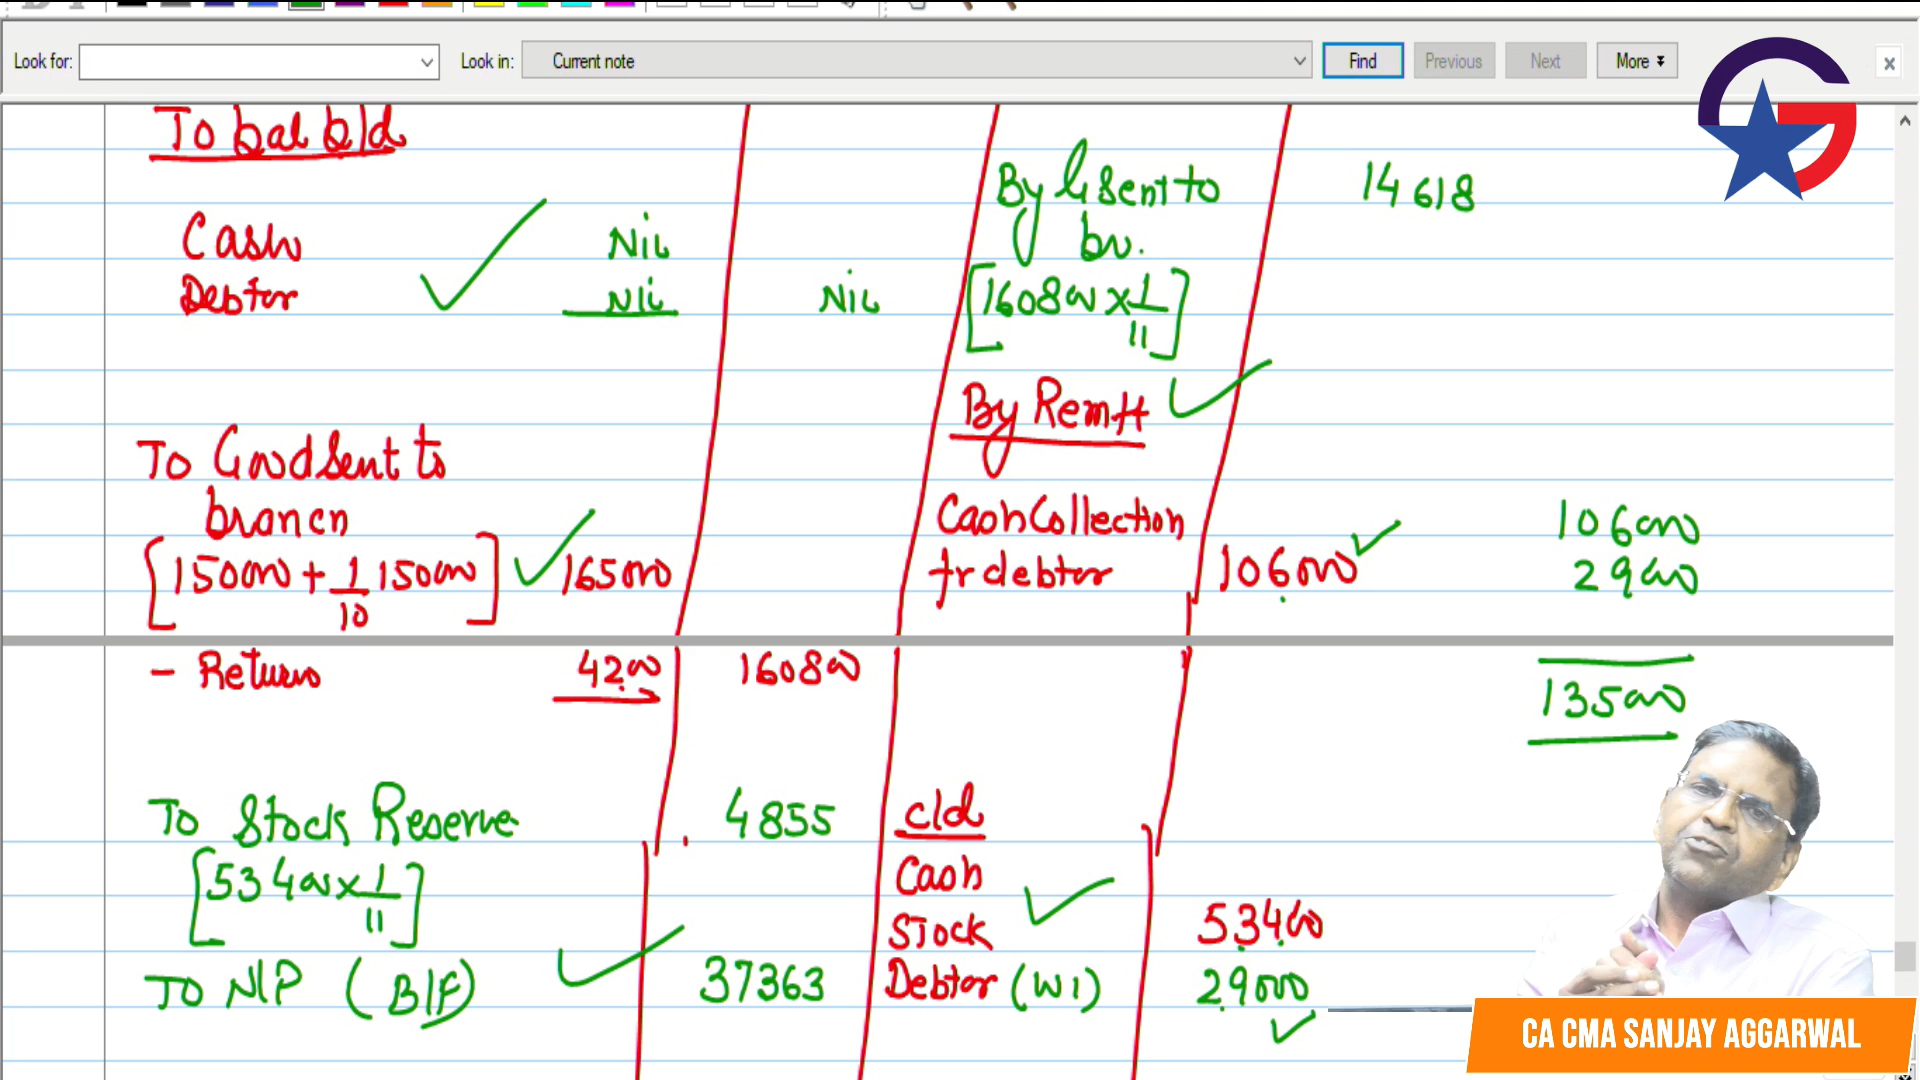 Look for:
Look in:
Current note
Find
Previous
Next
More
To bal b/d
By G Sent to
br.
14618
Cash
Nil
Debtor
Nil
Nil
[160800 × 1/11]
By Remtt
To Good Sent to
branch
Cash Collection
106000
[150000 + 1/10 150000]
165000
fr debtor
106000
29000
- Return
4200
160800
135000
To Stock Reserve
4855
c/d
[53400 × 1/11]
Cash
Stock
53400
To N/P (B/F)
37363
Debtor (W1)
29000
CA CMA SANJAY AGGARWAL